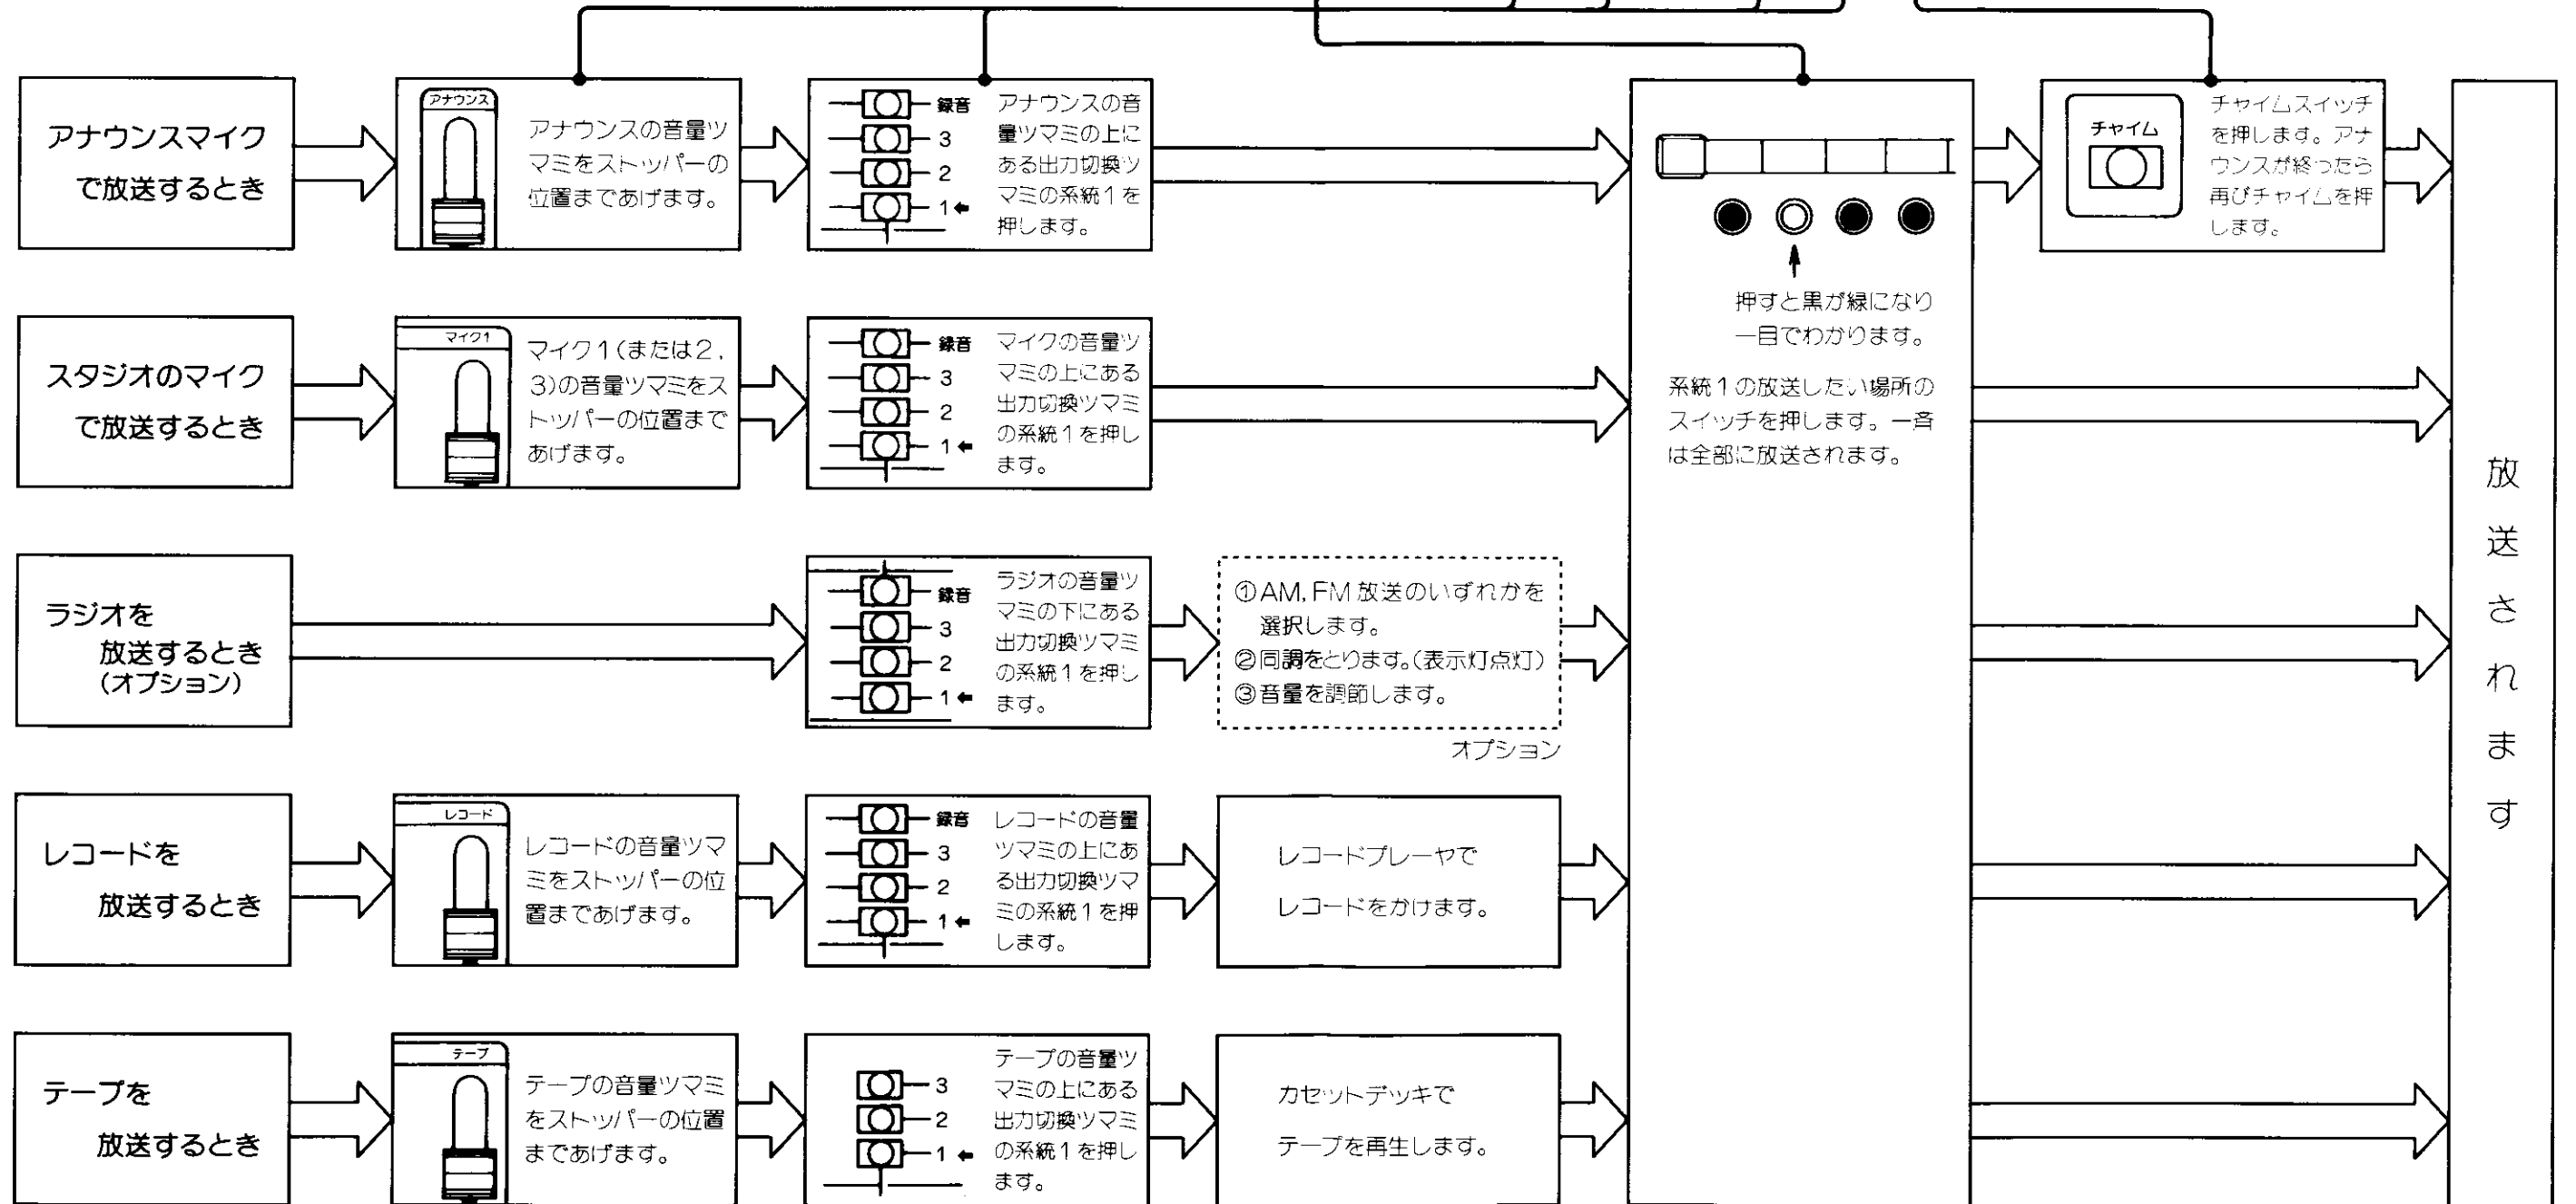 アナウンスマイク
で放送するとき
アナウンス
アナウンスの音量ツ
マミをストッパーの
位置まであげます。
録音
3
2
1
アナウンスの音
量ツマミの上に
ある出力切換ツ
マミの系統1を
押します。
押すと黒が緑になり
一目でわかります。
系統1の放送したい場所の
スイッチを押します。一斉
は全部に放送されます。
チャイム
チャイムスイッチ
を押します。アナ
ウンスが終ったら
再びチャイムを押
します。
放送されます
スタジオのマイク
で放送するとき
マイク1
マイク1(または2,
3)の音量ツマミをス
トッパーの位置まで
あげます。
録音
3
2
1
マイクの音量ツ
マミの上にある
出力切換ツマミ
の系統1を押し
ます。
ラジオを
放送するとき
(オプション)
録音
3
2
1
ラジオの音量ツ
マミの下にある
出力切換ツマミ
の系統1を押し
ます。
①AM, FM 放送のいずれかを
選択します。
②同調をとります。(表示灯点灯)
③音量を調節します。
オプション
レコードを
放送するとき
レコード
レコードの音量ツマ
ミをストッパーの位
置まであげます。
録音
3
2
1
レコードの音量
ツマミの上にあ
る出力切換ツマ
ミの系統1を押
します。
レコードプレーヤで
レコードをかけます。
テープを
放送するとき
テープ
テープの音量ツマミ
をストッパーの位置
まであげます。
3
2
1
テープの音量ツ
マミの上にある
出力切換ツマミ
の系統1を押し
ます。
カセットデッキで
テープを再生します。